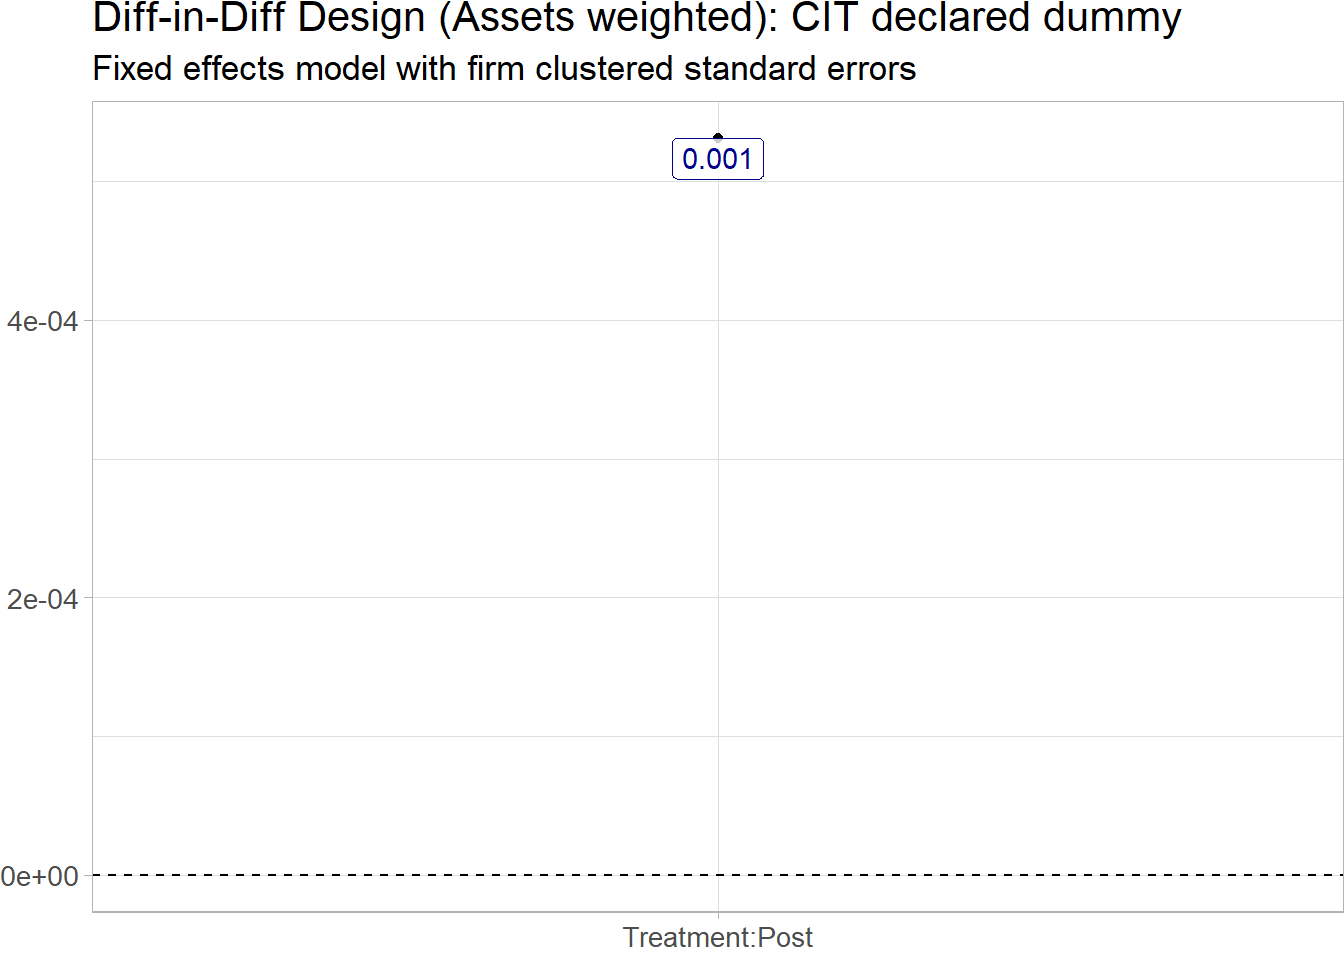 Diff-in-Diff Design (Assets weighted): CIT declared dummy
Fixed effects model with firm clustered standard errors
0.001
4e-04
2e-04
0e+00
Treatment:Post